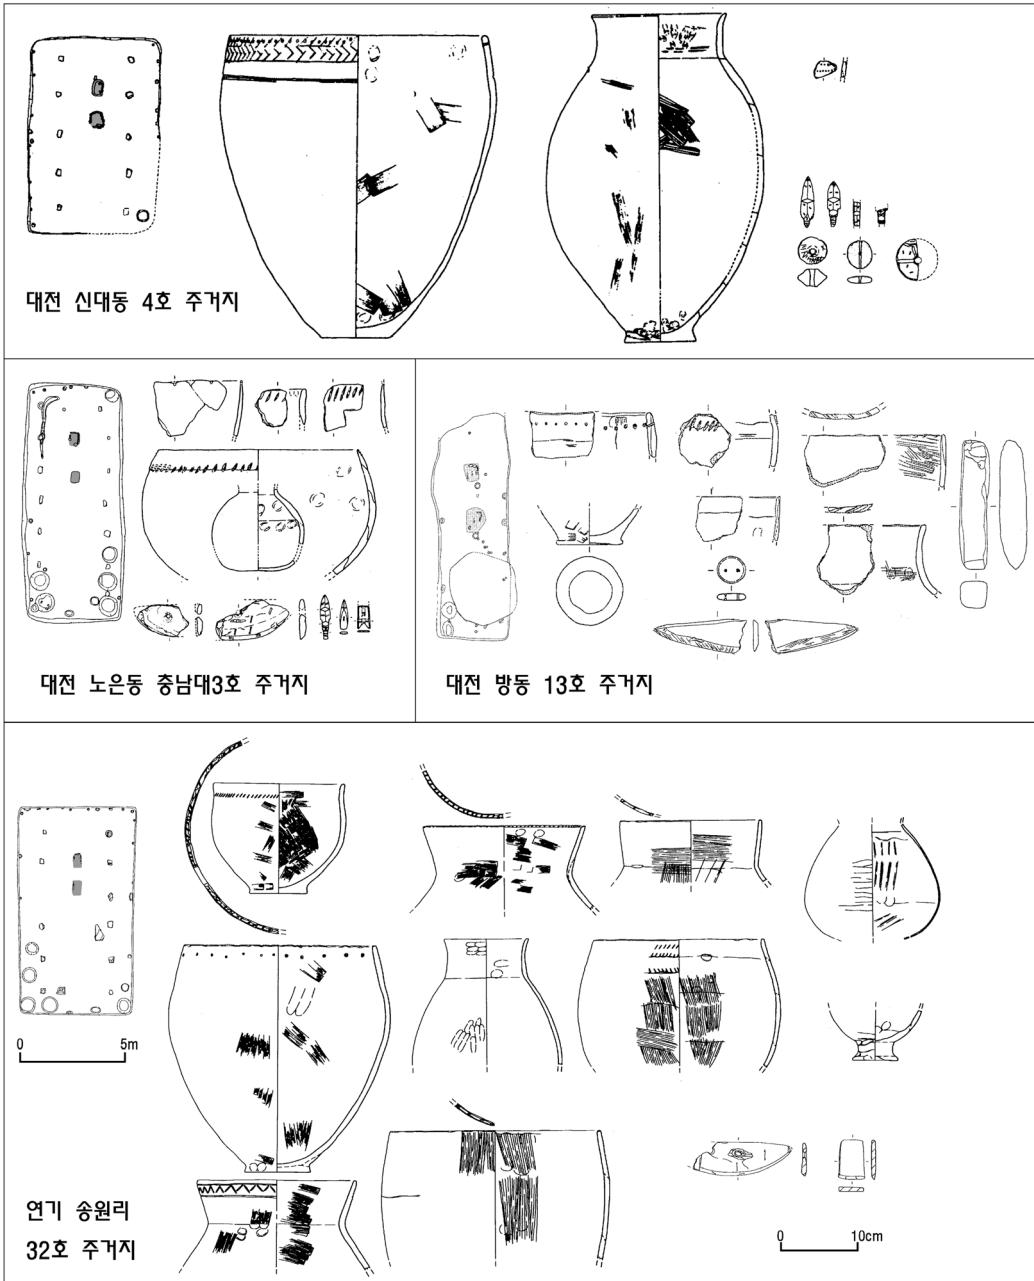 대전 신대동 4호 주거지
대전 노은동 충남대3호 주거지
대전 방동 13호 주거지
0 5m
연기 송원리
32호 주거지
0 10cm